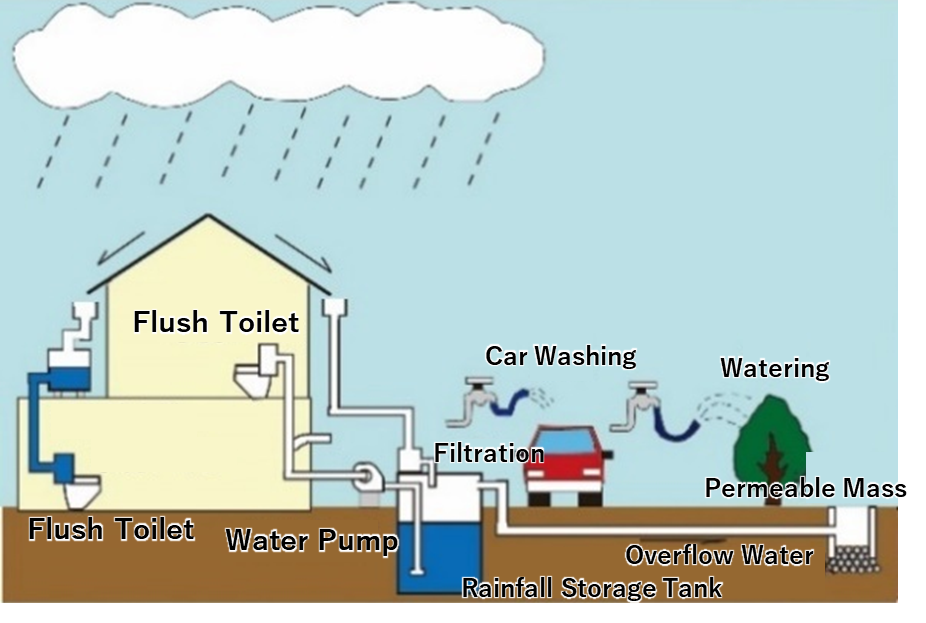 Flush Toilet
Car Washing
Watering
Filtration
Permeable Mass
Flush Toilet
Water Pump
Overflow Water
Rainfall Storage Tank